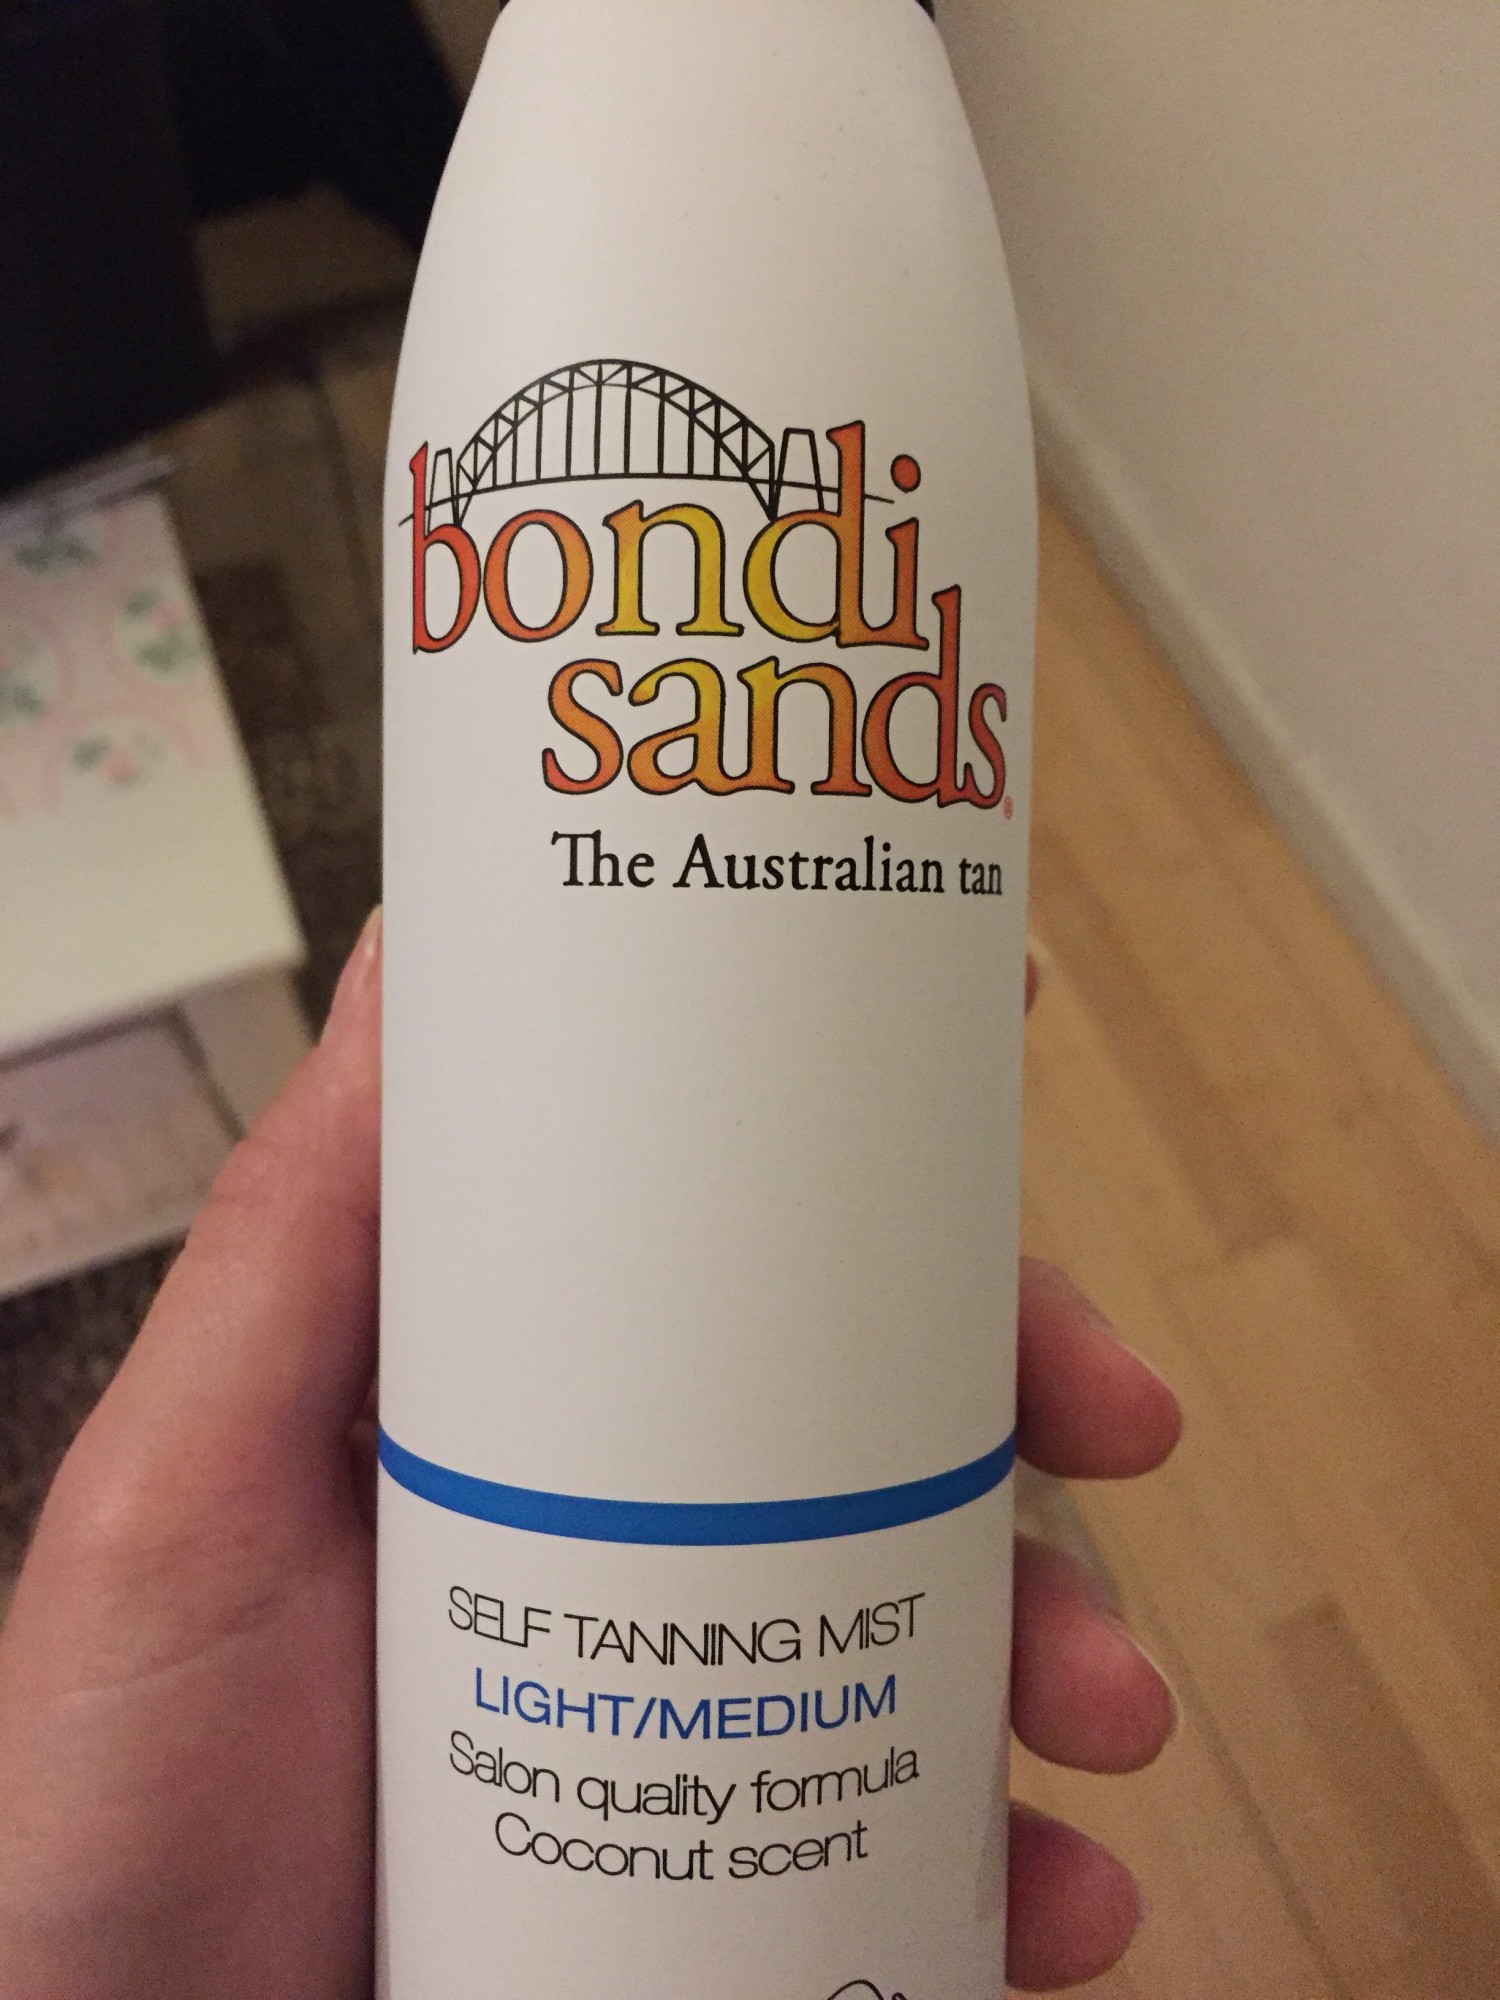 bondi
sands®
The Australian tan
SELF TANNING MIST
LIGHT/MEDIUM
Salon quality formula
Coconut scent